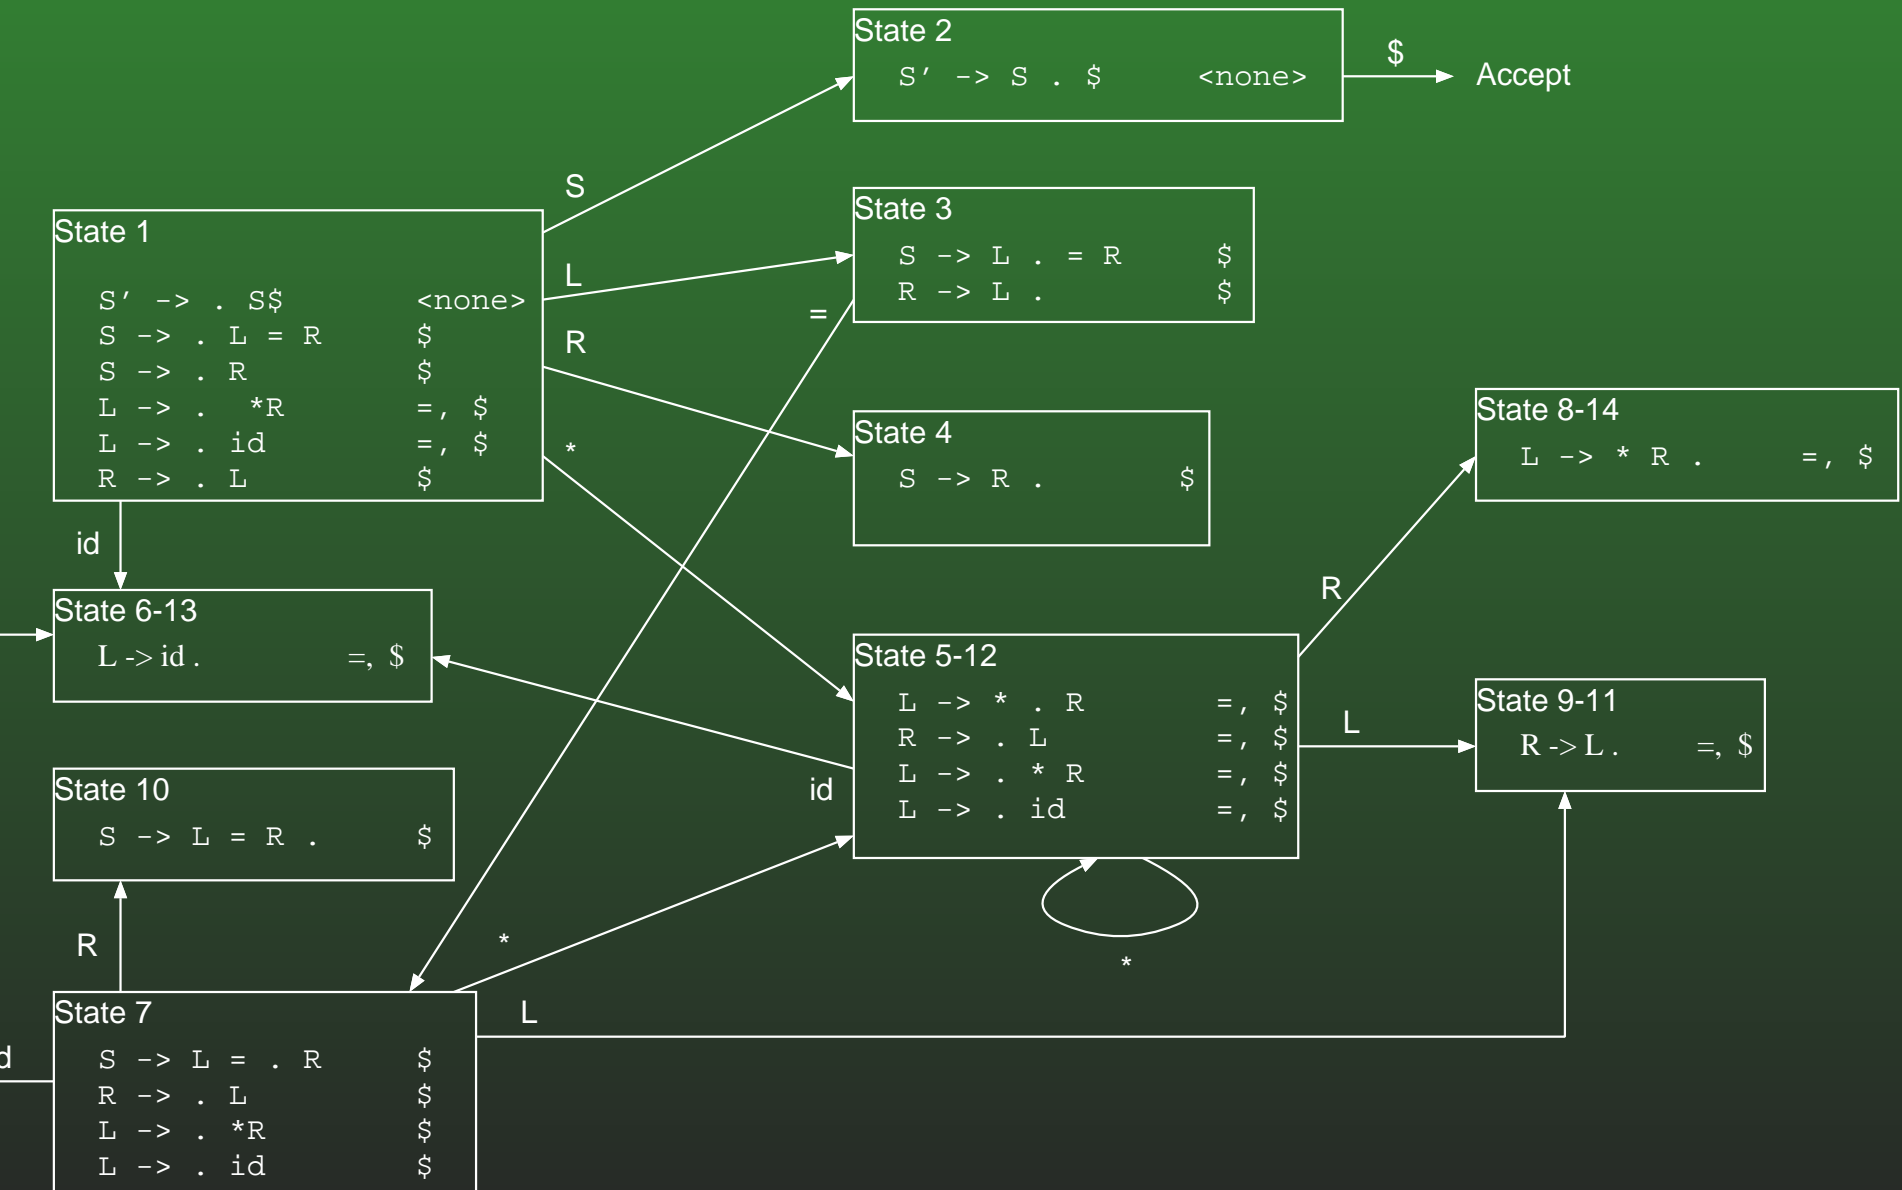 State 2
S' -> S . $ <none>
$
Accept
S
State 3
S -> L . = R $
R -> L . $
State 1
S' -> . S$ <none>
S -> . L = R $
S -> . R $
L -> . *R =, $
L -> . id =, $
R -> . L $
L
=
R
*
State 4
S -> R . $
State 8-14
L -> * R . =, $
id
State 6-13
L -> id . =, $
R
State 5-12
L -> * . R =, $
R -> . L =, $
L -> . * R =, $
L -> . id =, $
L
State 9-11
R -> L . =, $
id
State 10
S -> L = R . $
R
*
*
State 7
S -> L = . R $
R -> . L $
L -> . *R $
L -> . id $
L
d